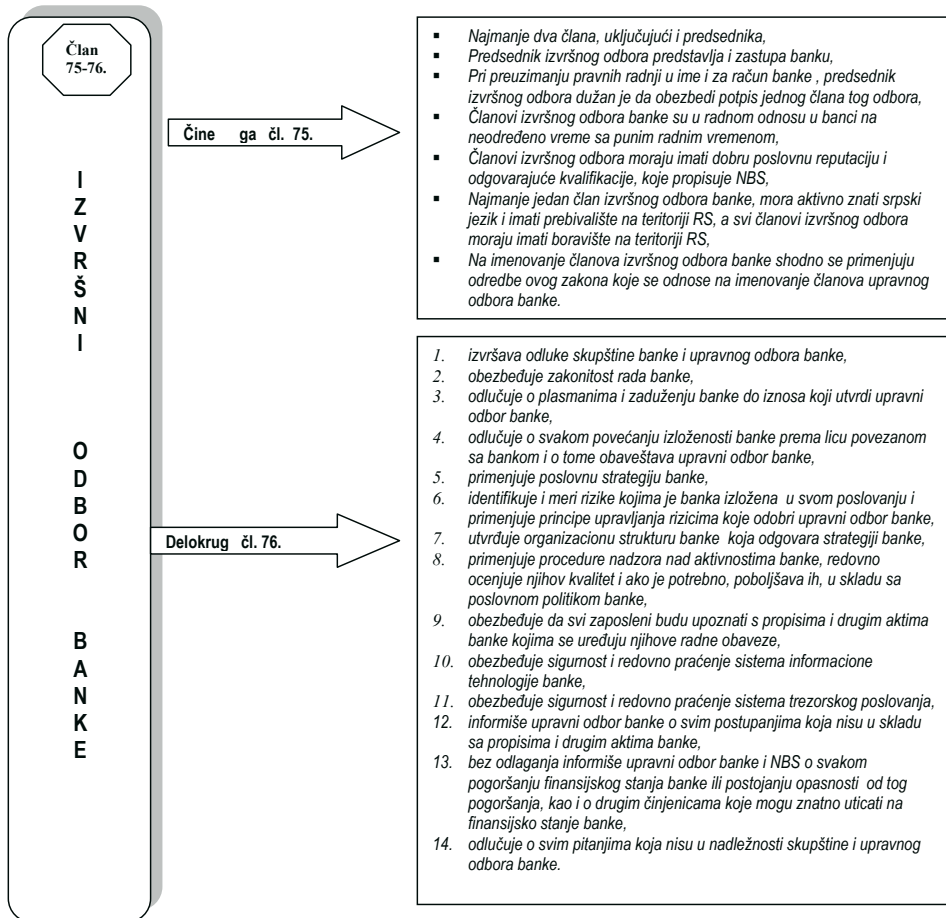 Član
75-76.
IZVRŠNI
ODBOR
BANKE
Čine ga čl. 75.
▪ Najmanje dva člana, uključujući i predsednika,
▪ Predsednik izvršnog odbora predstavlja i zastupa banku,
▪ Pri preuzimanju pravnih radnji u ime i za račun banke , predsednik
izvršnog odbora dužan je da obezbedi potpis jednog člana tog odbora,
▪ Članovi izvršnog odbora banke su u radnom odnosu u banci na
neodređeno vreme sa punim radnim vremenom,
▪ Članovi izvršnog odbora moraju imati dobru poslovnu reputaciju i
odgovarajuće kvalifikacije, koje propisuje NBS,
▪ Najmanje jedan član izvršnog odbora banke, mora aktivno znati srpski
jezik i imati prebivalište na teritoriji RS, a svi članovi izvršnog odbora
moraju imati boravište na teritoriji RS,
▪ Na imenovanje članova izvršnog odbora banke shodno se primenjuju
odredbe ovog zakona koje se odnose na imenovanje članova upravnog
odbora banke.
Delokrug čl. 76.
1. izvršava odluke skupštine banke i upravnog odbora banke,
2. obezbeđuje zakonitost rada banke,
3. odlučuje o plasmanima i zaduženju banke do iznosa koji utvrdi upravni
odbor banke,
4. odlučuje o svakom povećanju izloženosti banke prema licu povezanom
sa bankom i o tome obaveštava upravni odbor banke,
5. primenjuje poslovnu strategiju banke,
6. identifikuje i meri rizike kojima je banka izložena u svom poslovanju i
primenjuje principe upravljanja rizicima koje odobri upravni odbor banke,
7. utvrđuje organizacionu strukturu banke koja odgovara strategiji banke,
8. primenjuje procedure nadzora nad aktivnostima banke, redovno
ocenjuje njihov kvalitet i ako je potrebno, poboljšava ih, u skladu sa
poslovnom politikom banke,
9. obezbeđuje da svi zaposleni budu upoznati s propisima i drugim aktima
banke kojima se uređuju njihove radne obaveze,
10. obezbeđuje sigurnost i redovno praćenje sistema informacione
tehnologije banke,
11. obezbeđuje sigurnost i redovno praćenje sistema trezorskog poslovanja,
12. informiše upravni odbor banke o svim postupanjima koja nisu u skladu
sa propisima i drugim aktima banke,
13. bez odlaganja informiše upravni odbor banke i NBS o svakom
pogoršanju finansijskog stanja banke ili postojanju opasnosti od tog
pogoršanja, kao i o drugim činjenicama koje mogu znatno uticati na
finansijsko stanje banke,
14. odlučuje o svim pitanjima koja nisu u nadležnosti skupštine i upravnog
odbora banke.